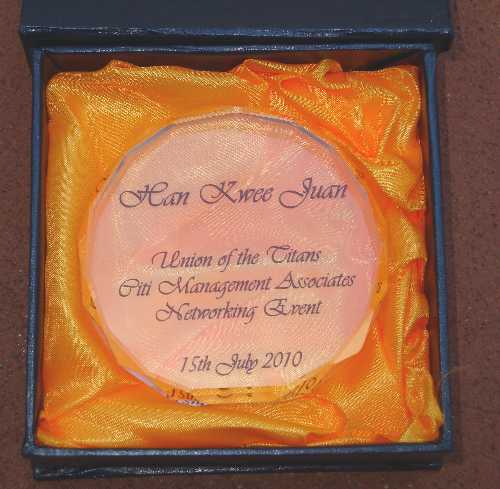 Han Kwee Juan
Union of the Titans
Citi Management Associates
Networking Event
15th July 2010